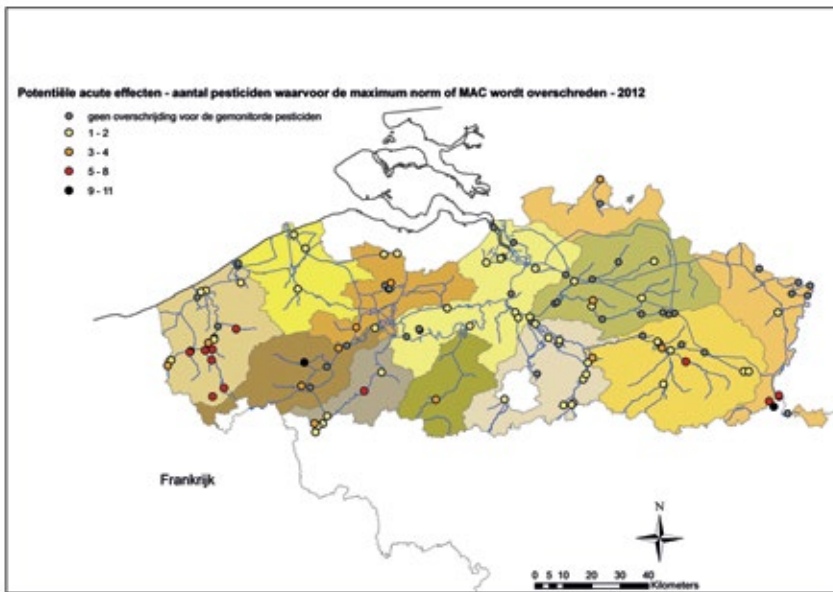 Potentiële acute effecten - aantal pesticiden waarvoor de maximum norm of MAC wordt overschreden - 2012
geen overschrijding voor de gemonitorde pesticiden
1 - 2
3 - 4
5 - 8
9 - 11
Frankrijk
N
0 5 10 20 30 40
Kilometers